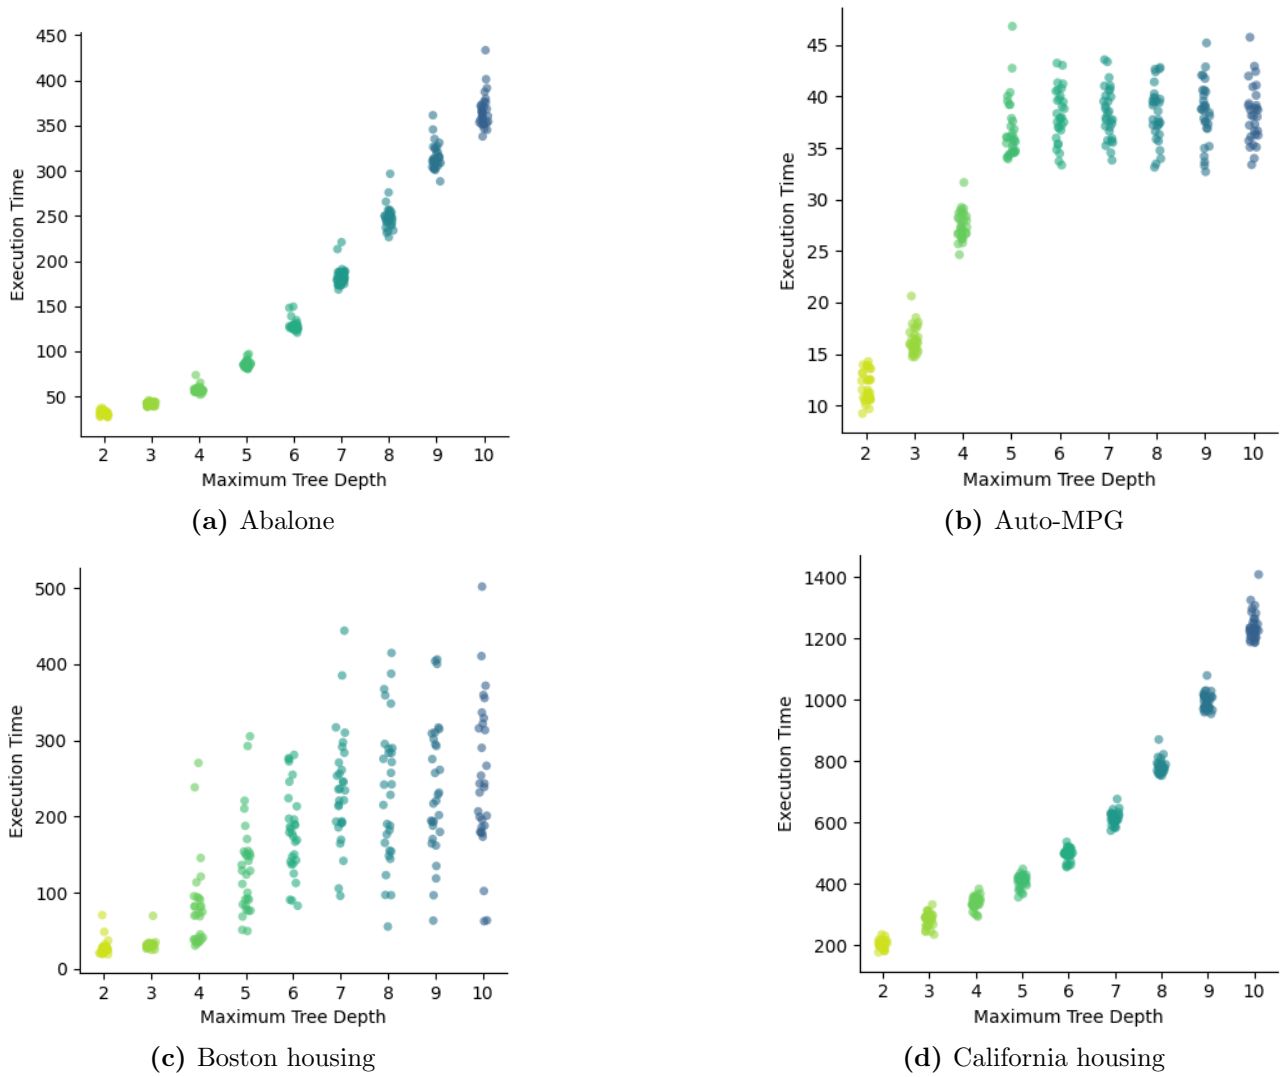 450
400
350
300
250
200
150
100
50
Execution Time
2 3 4 5 6 7 8 9 10
Maximum Tree Depth
(a) Abalone
45
40
35
30
25
20
15
10
Execution Time
2 3 4 5 6 7 8 9 10
Maximum Tree Depth
(b) Auto-MPG
500
400
300
200
100
0
Execution Time
2 3 4 5 6 7 8 9 10
Maximum Tree Depth
(c) Boston housing
1400
1200
1000
800
600
400
200
Execution Time
2 3 4 5 6 7 8 9 10
Maximum Tree Depth
(d) California housing